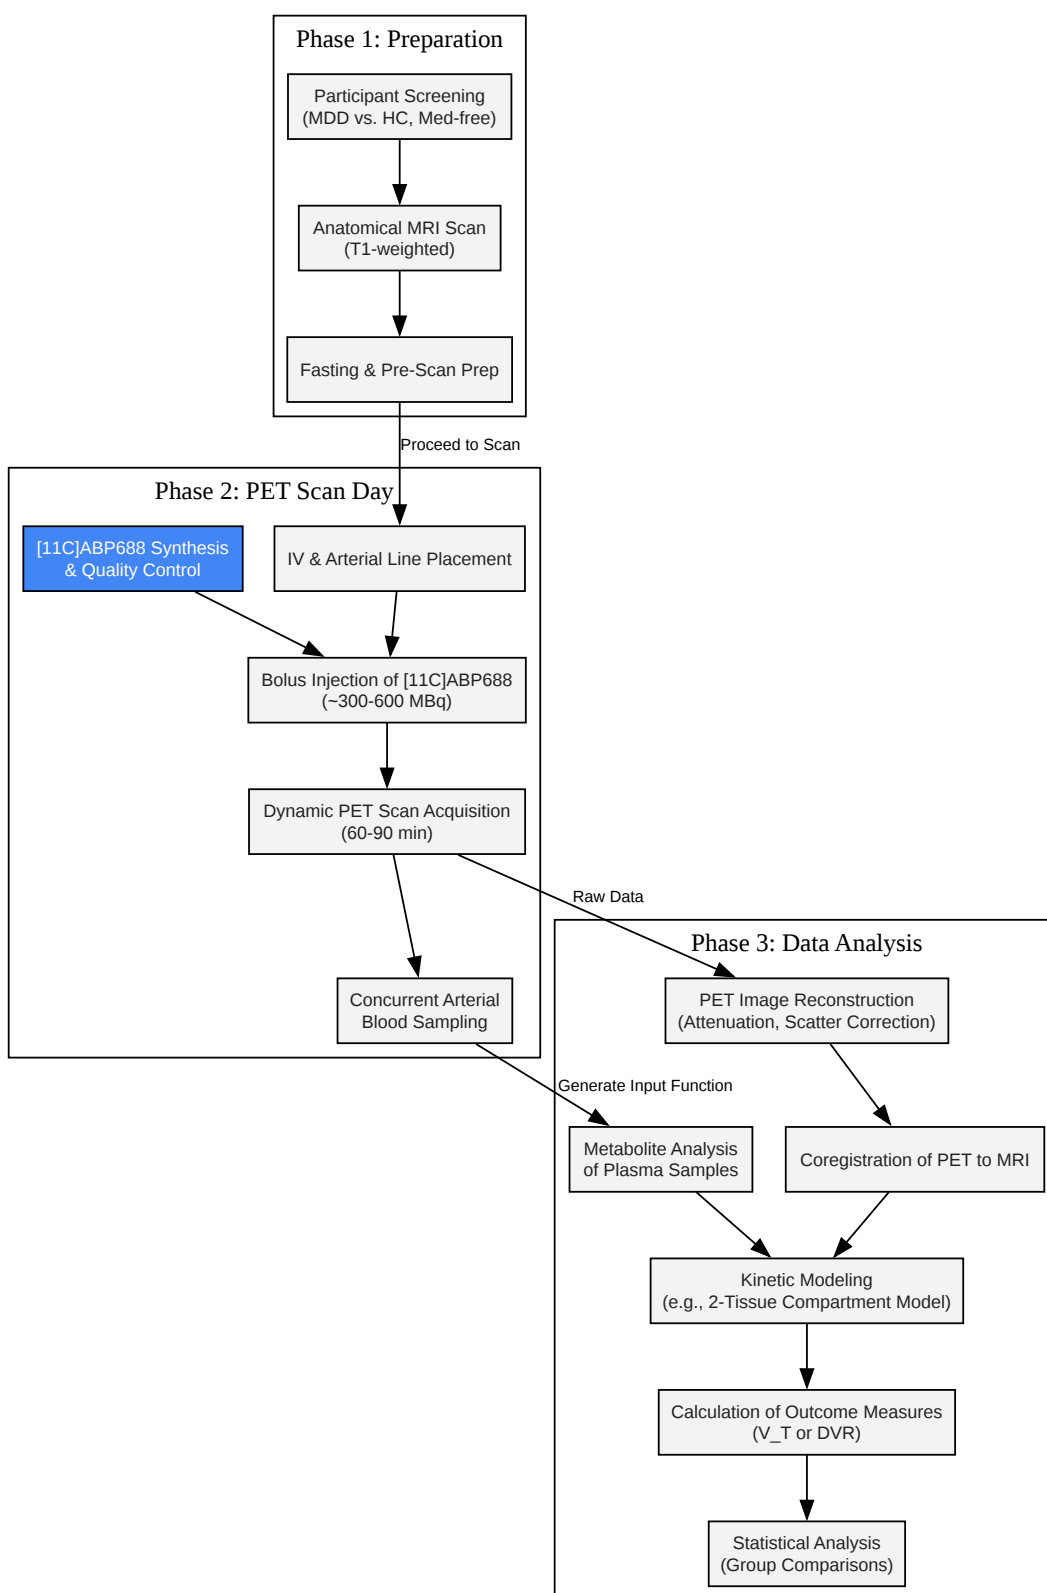 Phase 1: Preparation
Participant Screening
(MDD vs. HC, Med-free)
Anatomical MRI Scan
(T1-weighted)
Fasting & Pre-Scan Prep
Proceed to Scan
Phase 2: PET Scan Day
[11C]ABP688 Synthesis
& Quality Control
IV & Arterial Line Placement
Bolus Injection of [11C]ABP688
(~300-600 MBq)
Dynamic PET Scan Acquisition
(60-90 min)
Raw Data
Concurrent Arterial
Blood Sampling
Phase 3: Data Analysis
PET Image Reconstruction
(Attenuation, Scatter Correction)
Generate Input Function
Metabolite Analysis
of Plasma Samples
Coregistration of PET to MRI
Kinetic Modeling
(e.g., 2-Tissue Compartment Model)
Calculation of Outcome Measures
(V_T or DVR)
Statistical Analysis
(Group Comparisons)